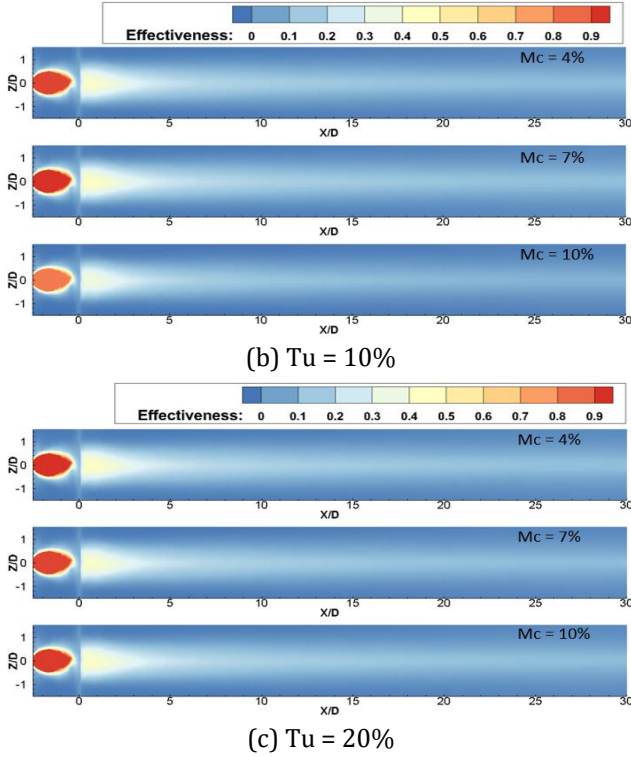 Effectiveness: 0 0.1 0.2 0.3 0.4 0.5 0.6 0.7 0.8 0.9
Mc = 4%
Z/D
1
0
-1
0 5 10 15 20 25 30
X/D
Mc = 7%
Z/D
1
0
-1
0 5 10 15 20 25 30
X/D
Mc = 10%
Z/D
1
0
-1
0 5 10 15 20 25 30
X/D
(b) Tu = 10%
Effectiveness: 0 0.1 0.2 0.3 0.4 0.5 0.6 0.7 0.8 0.9
Mc = 4%
Z/D
1
0
-1
0 5 10 15 20 25 30
X/D
Mc = 7%
Z/D
1
0
-1
0 5 10 15 20 25 30
X/D
Mc = 10%
Z/D
1
0
-1
0 5 10 15 20 25 30
X/D
(c) Tu = 20%